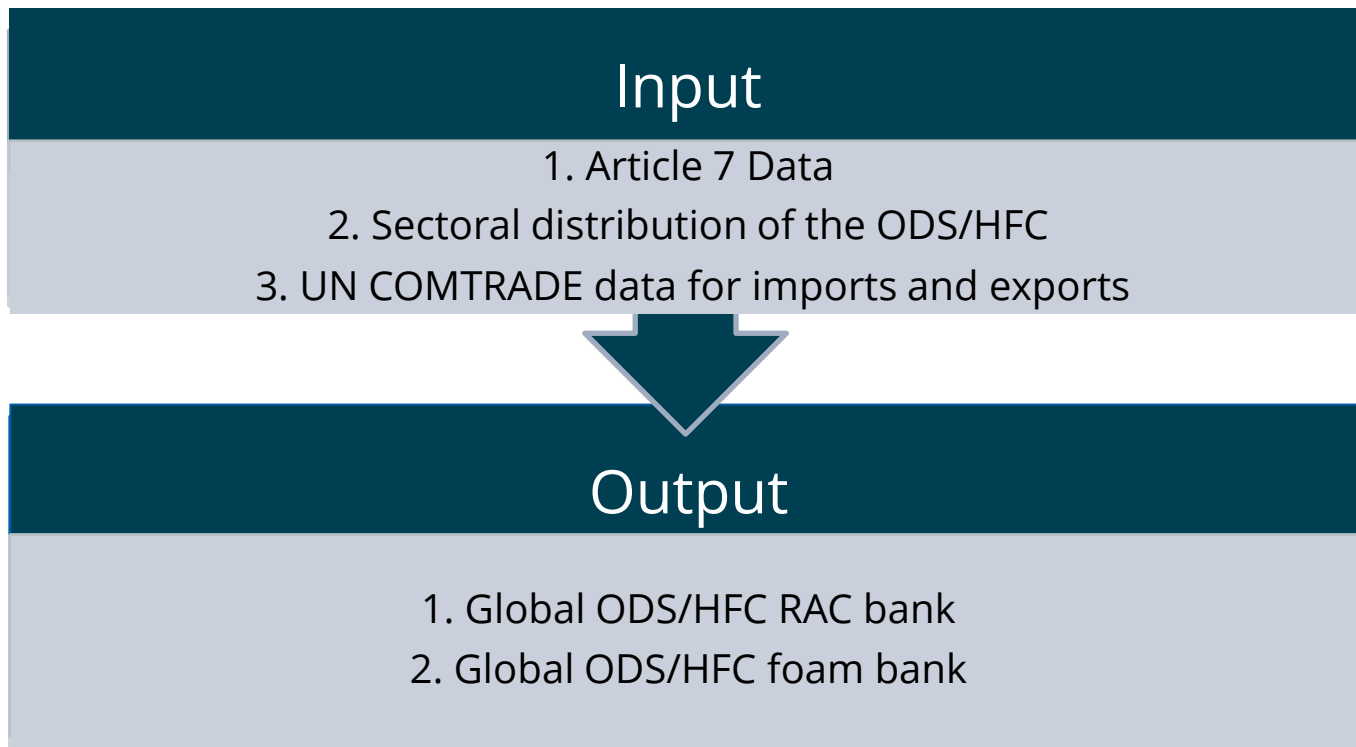 Input
1. Article 7 Data
2. Sectoral distribution of the ODS/HFC
3. UN COMTRADE data for imports and exports
Output
1. Global ODS/HFC RAC bank
2. Global ODS/HFC foam bank